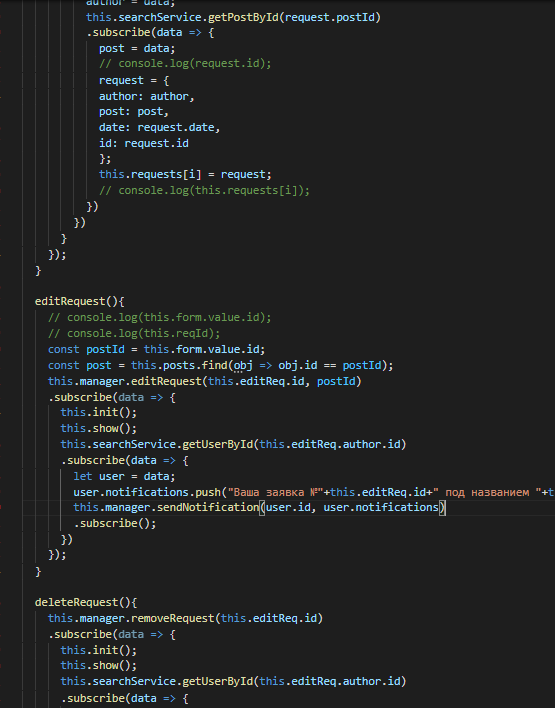 author = data;
this.searchService.getPostById(request.postId)
.subscribe(data => {
post = data;
// console.log(request.id);
request = {
author: author,
post: post,
date: request.date,
id: request.id
};
this.requests[i] = request;
// console.log(this.requests[i]);
})
})
}
});
}
editRequest(){
// console.log(this.form.value.id);
// console.log(this.reqId);
const postId = this.form.value.id;
const post = this.posts.find(obj => obj.id == postId);
this.manager.editRequest(this.editReq.id, postId)
.subscribe(data => {
this.init();
this.show();
this.searchService.getUserById(this.editReq.author.id)
.subscribe(data => {
let user = data;
user.notifications.push("Ваша заявка №"+this.editReq.id+" под названием "+t
this.manager.sendNotification(user.id, user.notifications)
.subscribe();
})
});
}
deleteRequest(){
this.manager.removeRequest(this.editReq.id)
.subscribe(data => {
this.init();
this.show();
this.searchService.getUserById(this.editReq.author.id)
.subscribe(data => {